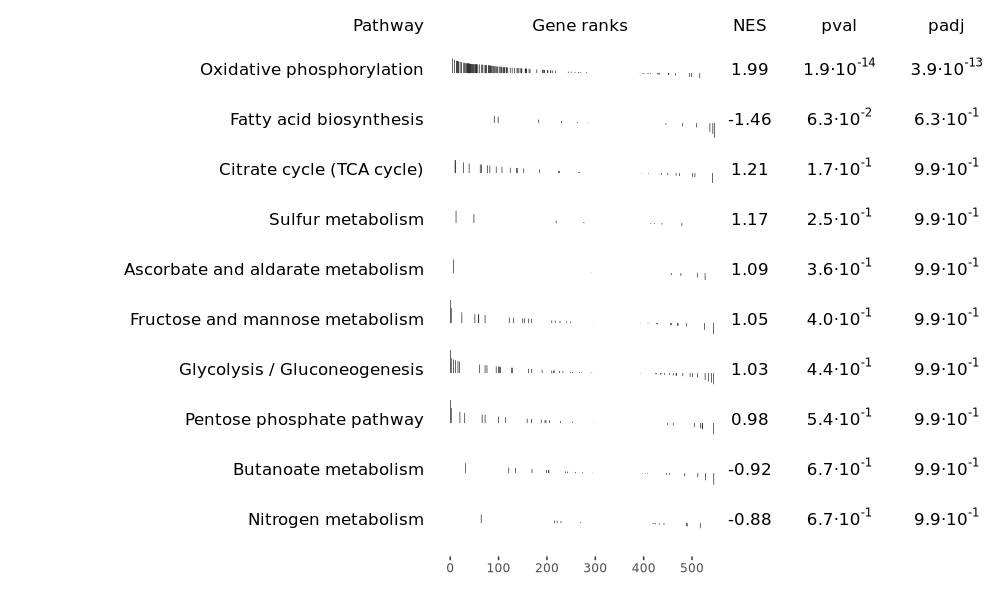 Pathway Gene ranks NES pval padj
Oxidative phosphorylation 1.99 1.9·10⁻¹⁴ 3.9·10⁻¹³
Fatty acid biosynthesis -1.46 6.3·10⁻² 6.3·10⁻¹
Citrate cycle (TCA cycle) 1.21 1.7·10⁻¹ 9.9·10⁻¹
Sulfur metabolism 1.17 2.5·10⁻¹ 9.9·10⁻¹
Ascorbate and aldarate metabolism 1.09 3.6·10⁻¹ 9.9·10⁻¹
Fructose and mannose metabolism 1.05 4.0·10⁻¹ 9.9·10⁻¹
Glycolysis / Gluconeogenesis 1.03 4.4·10⁻¹ 9.9·10⁻¹
Pentose phosphate pathway 0.98 5.4·10⁻¹ 9.9·10⁻¹
Butanoate metabolism -0.92 6.7·10⁻¹ 9.9·10⁻¹
Nitrogen metabolism -0.88 6.7·10⁻¹ 9.9·10⁻¹
0 100 200 300 400 500